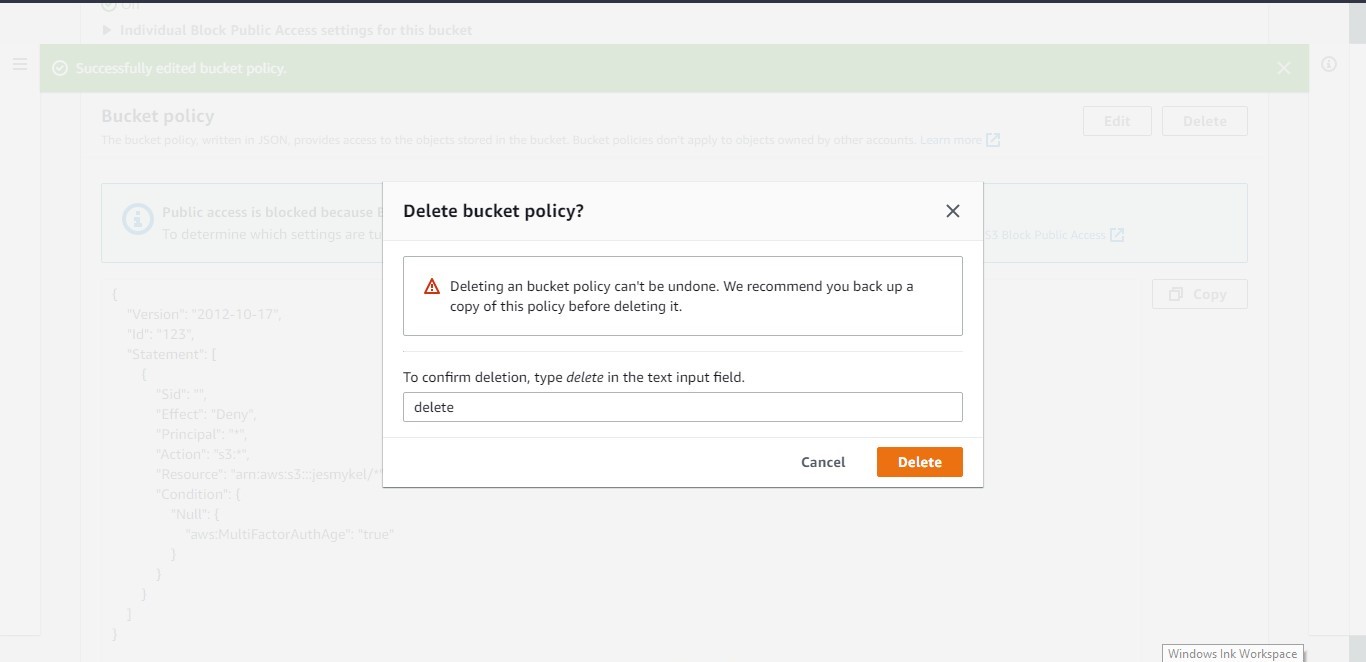 On
Individual Block Public Access settings for this bucket
Successfully edited bucket policy.
Bucket policy
Edit
Delete
The bucket policy, written in JSON, provides access to the objects stored in the bucket. Bucket policies don't apply to objects owned by other accounts. Learn more
Public access is blocked because
To determine which settings are tu
S3 Block Public Access
Delete bucket policy?
Deleting an bucket policy can't be undone. We recommend you back up a
copy of this policy before deleting it.
To confirm deletion, type delete in the text input field.
delete
Cancel
Delete
Copy
{
"Version": "2012-10-17",
"Id": "123",
"Statement": [
{
"Sid": "",
"Effect": "Deny",
"Principal": "*",
"Action": "s3:*",
"Resource": "arn:aws:s3:::jesmykel/*"
"Condition": {
"Null": {
"aws:MultiFactorAuthAge": "true"
}
}
}
]
}
Windows Ink Workspace